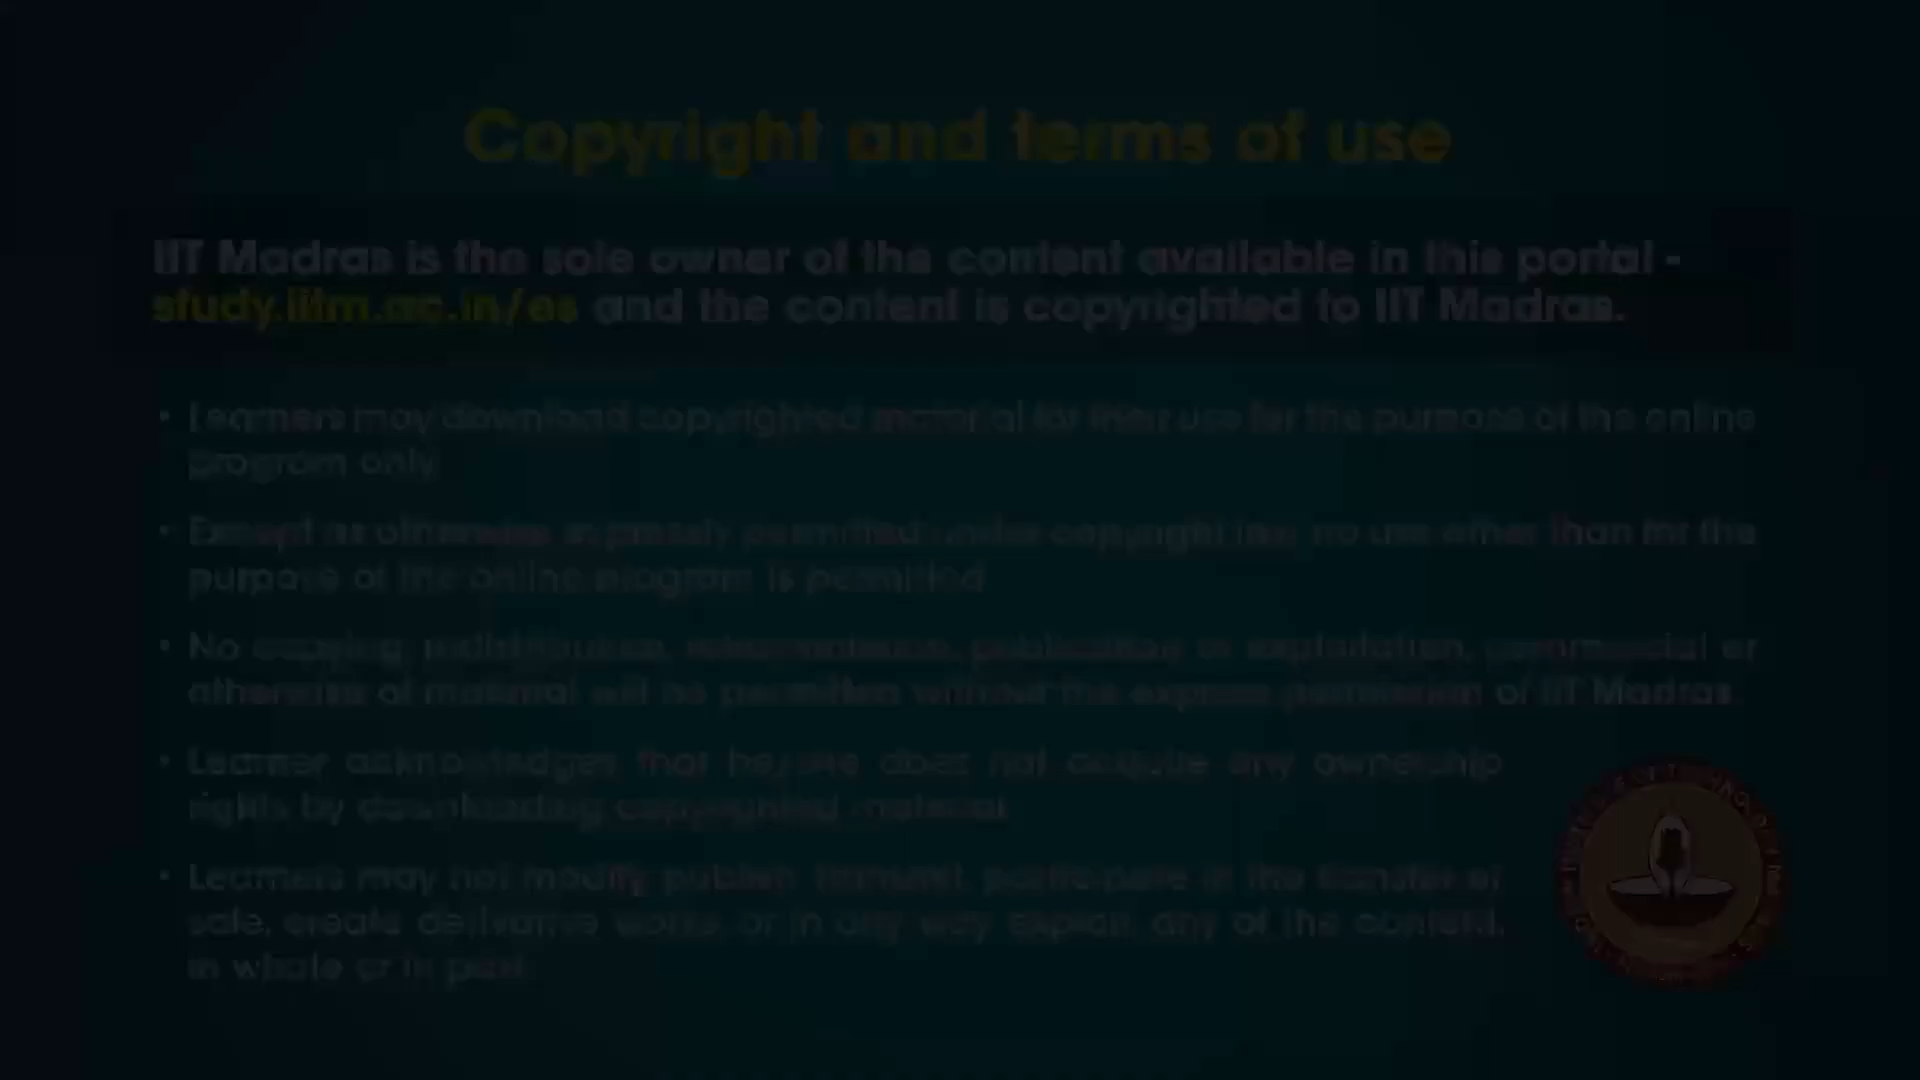 Copyright and terms of use
IIT Madras is the sole owner of the content available in this portal -
study.iitm.ac.in/es and the content is copyrighted to IIT Madras.
• Learners may download copyrighted material for their use for the purpose of the online
program only
• Except as otherwise expressly permitted under copyright law no use other than for the
purpose of the online program is permitted
• No copying, redistribution, retransmission, publication or exploitation, commercial or
otherwise of material will be permitted without the express permission of IIT Madras
• Learner acknowledges that he/she does not acquire any ownership
rights by downloading copyrighted material
• Learners may not modify publish, transmit, participate in the transfer or
sale, create derivative works, or in any way exploit, any of the content,
in whole or in part